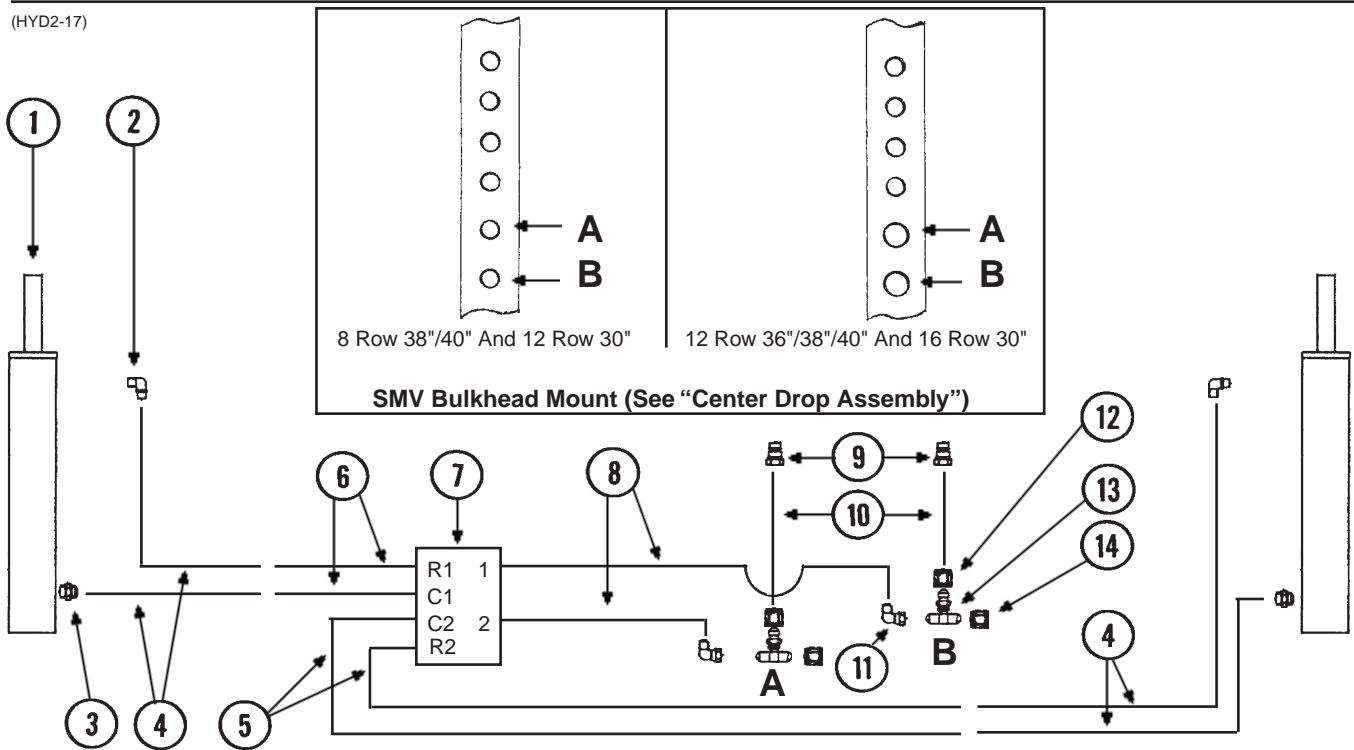 (HYD2-17)
1
2
A
B
A
B
8 Row 38"/40" And 12 Row 30"
12 Row 36"/38"/40" And 16 Row 30"
SMV Bulkhead Mount (See “Center Drop Assembly”)
6
7
8
9
10
12
13
14
R1 1
C1
C2 2
R2
3
4
5
A
11
B
4